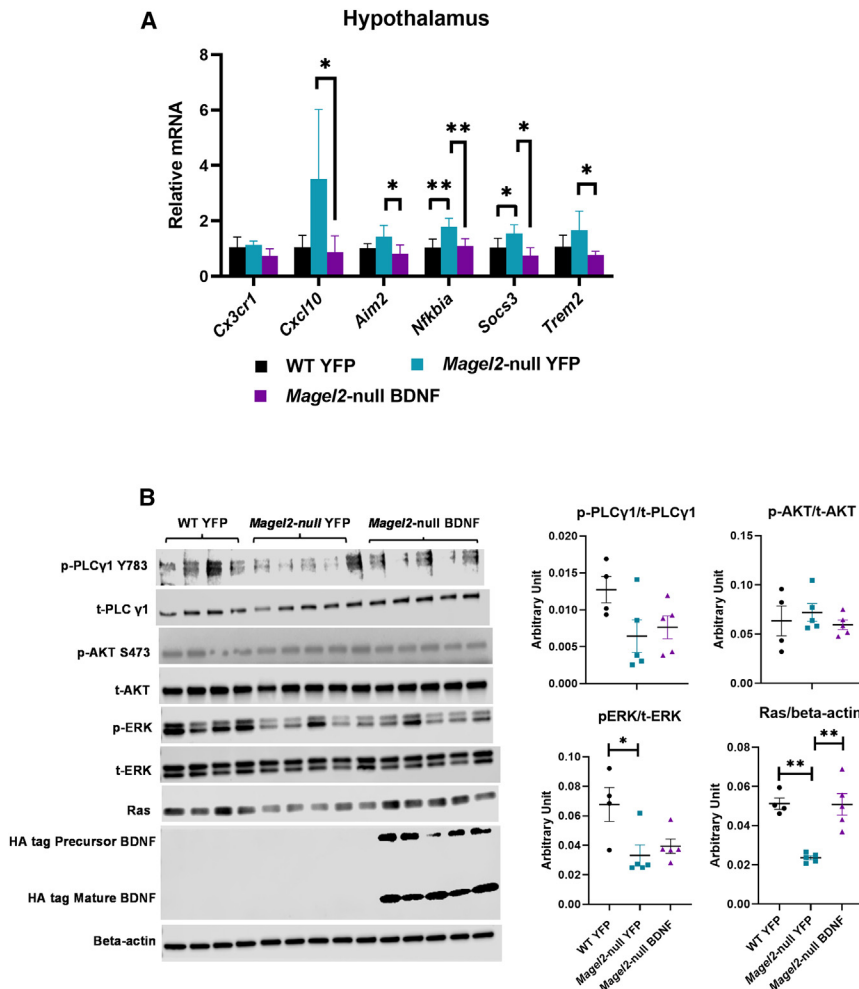 A
Hypothalamus
Relative mRNA
8
6
4
2
0
*
*
**
**
*
*
*
Cx3cr1
Cxcl10
Aim2
Nfkbia
Socs3
Trem2
WT YFP
Magel2-null YFP
Magel2-null BDNF
B
WT YFP
Magel2-null YFP
Magel2-null BDNF
p-PLCγ1 Y783
t-PLC γ1
p-AKT S473
t-AKT
p-ERK
t-ERK
Ras
HA tag Precursor BDNF
HA tag Mature BDNF
Beta-actin
p-PLCγ1/t-PLCγ1
Arbitrary Unit
0.020
0.015
0.010
0.005
0.000
p-AKT/t-AKT
Arbitrary Unit
0.15
0.10
0.05
0.00
pERK/t-ERK
Arbitrary Unit
0.10
0.08
0.06
0.04
0.02
0.00
*
WT YFP
Magel2-null YFP
Magel2-null BDNF
Ras/beta-actin
Arbitrary Unit
0.08
0.06
0.04
0.02
0.00
**
**
WT YFP
Magel2-null YFP
Magel2-null BDNF